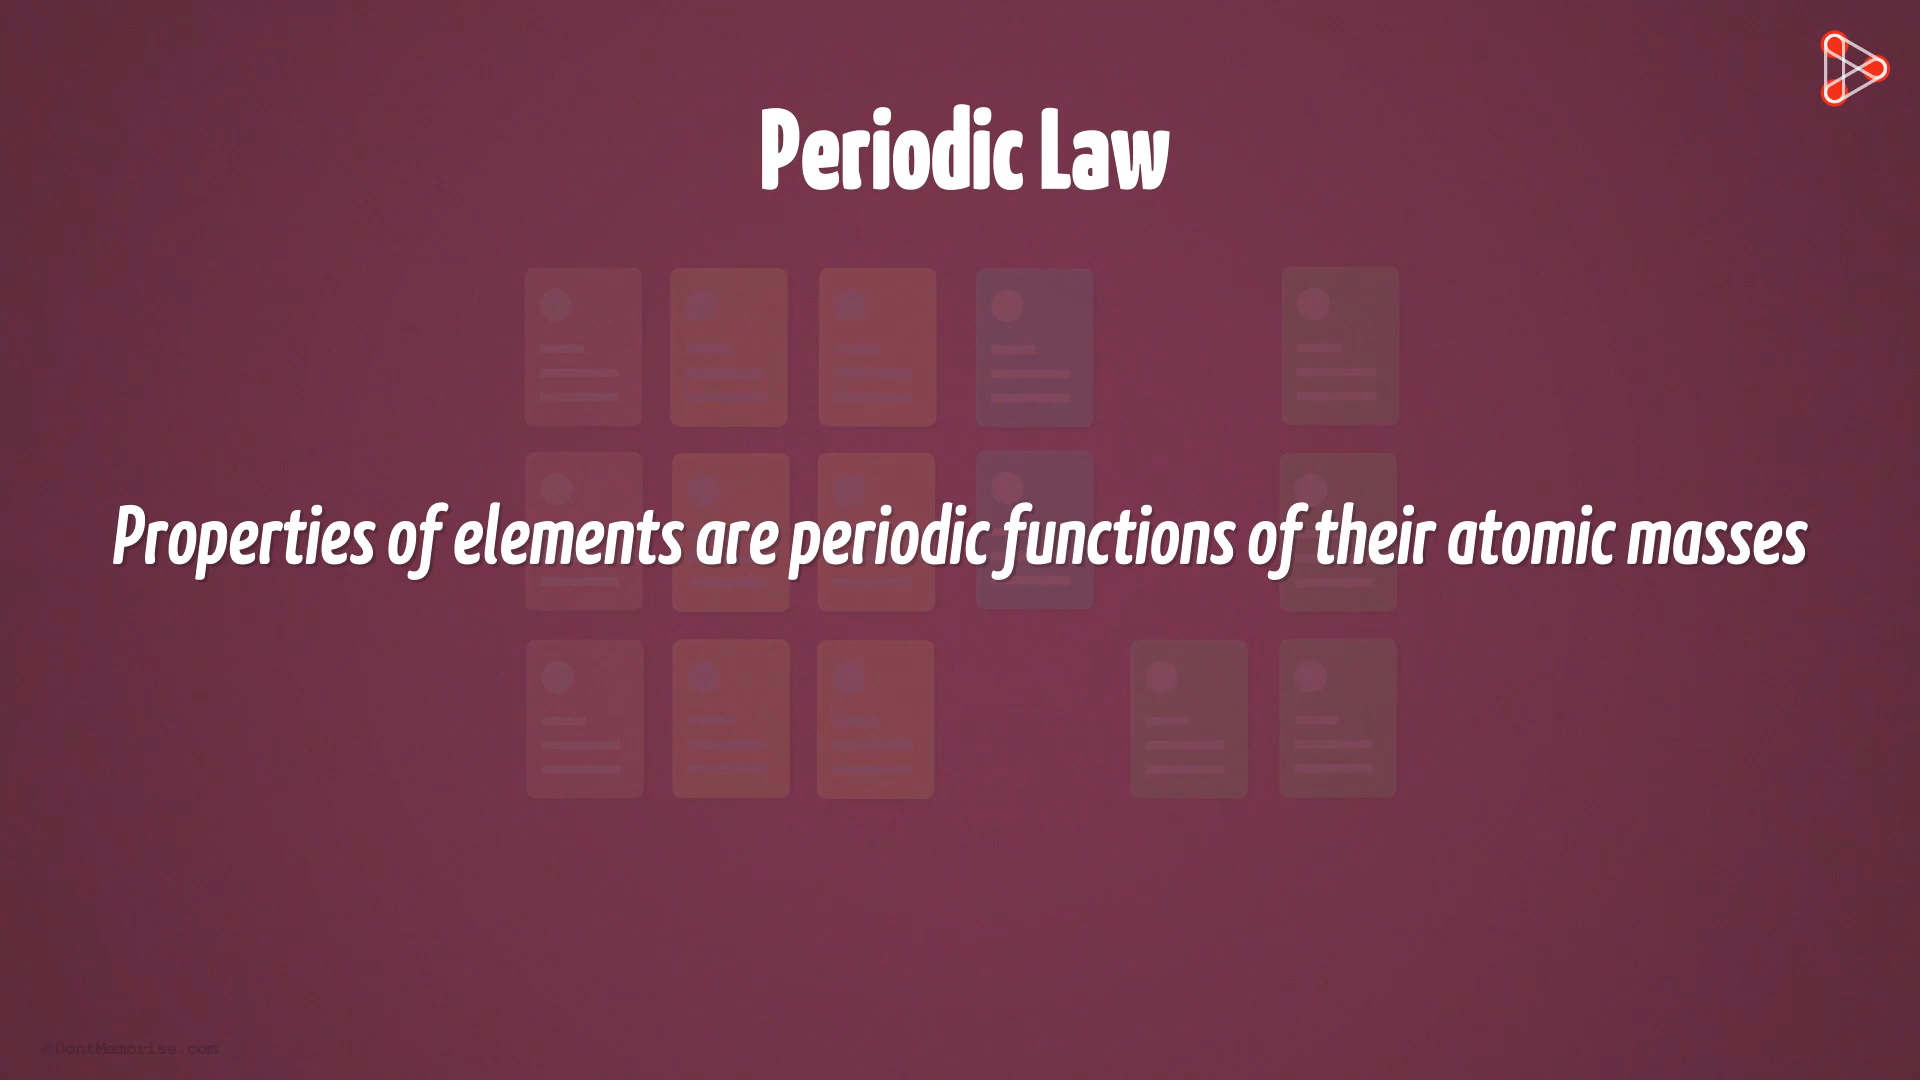 Periodic Law
Properties of elements are periodic functions of their atomic masses
©DontMemorise.com